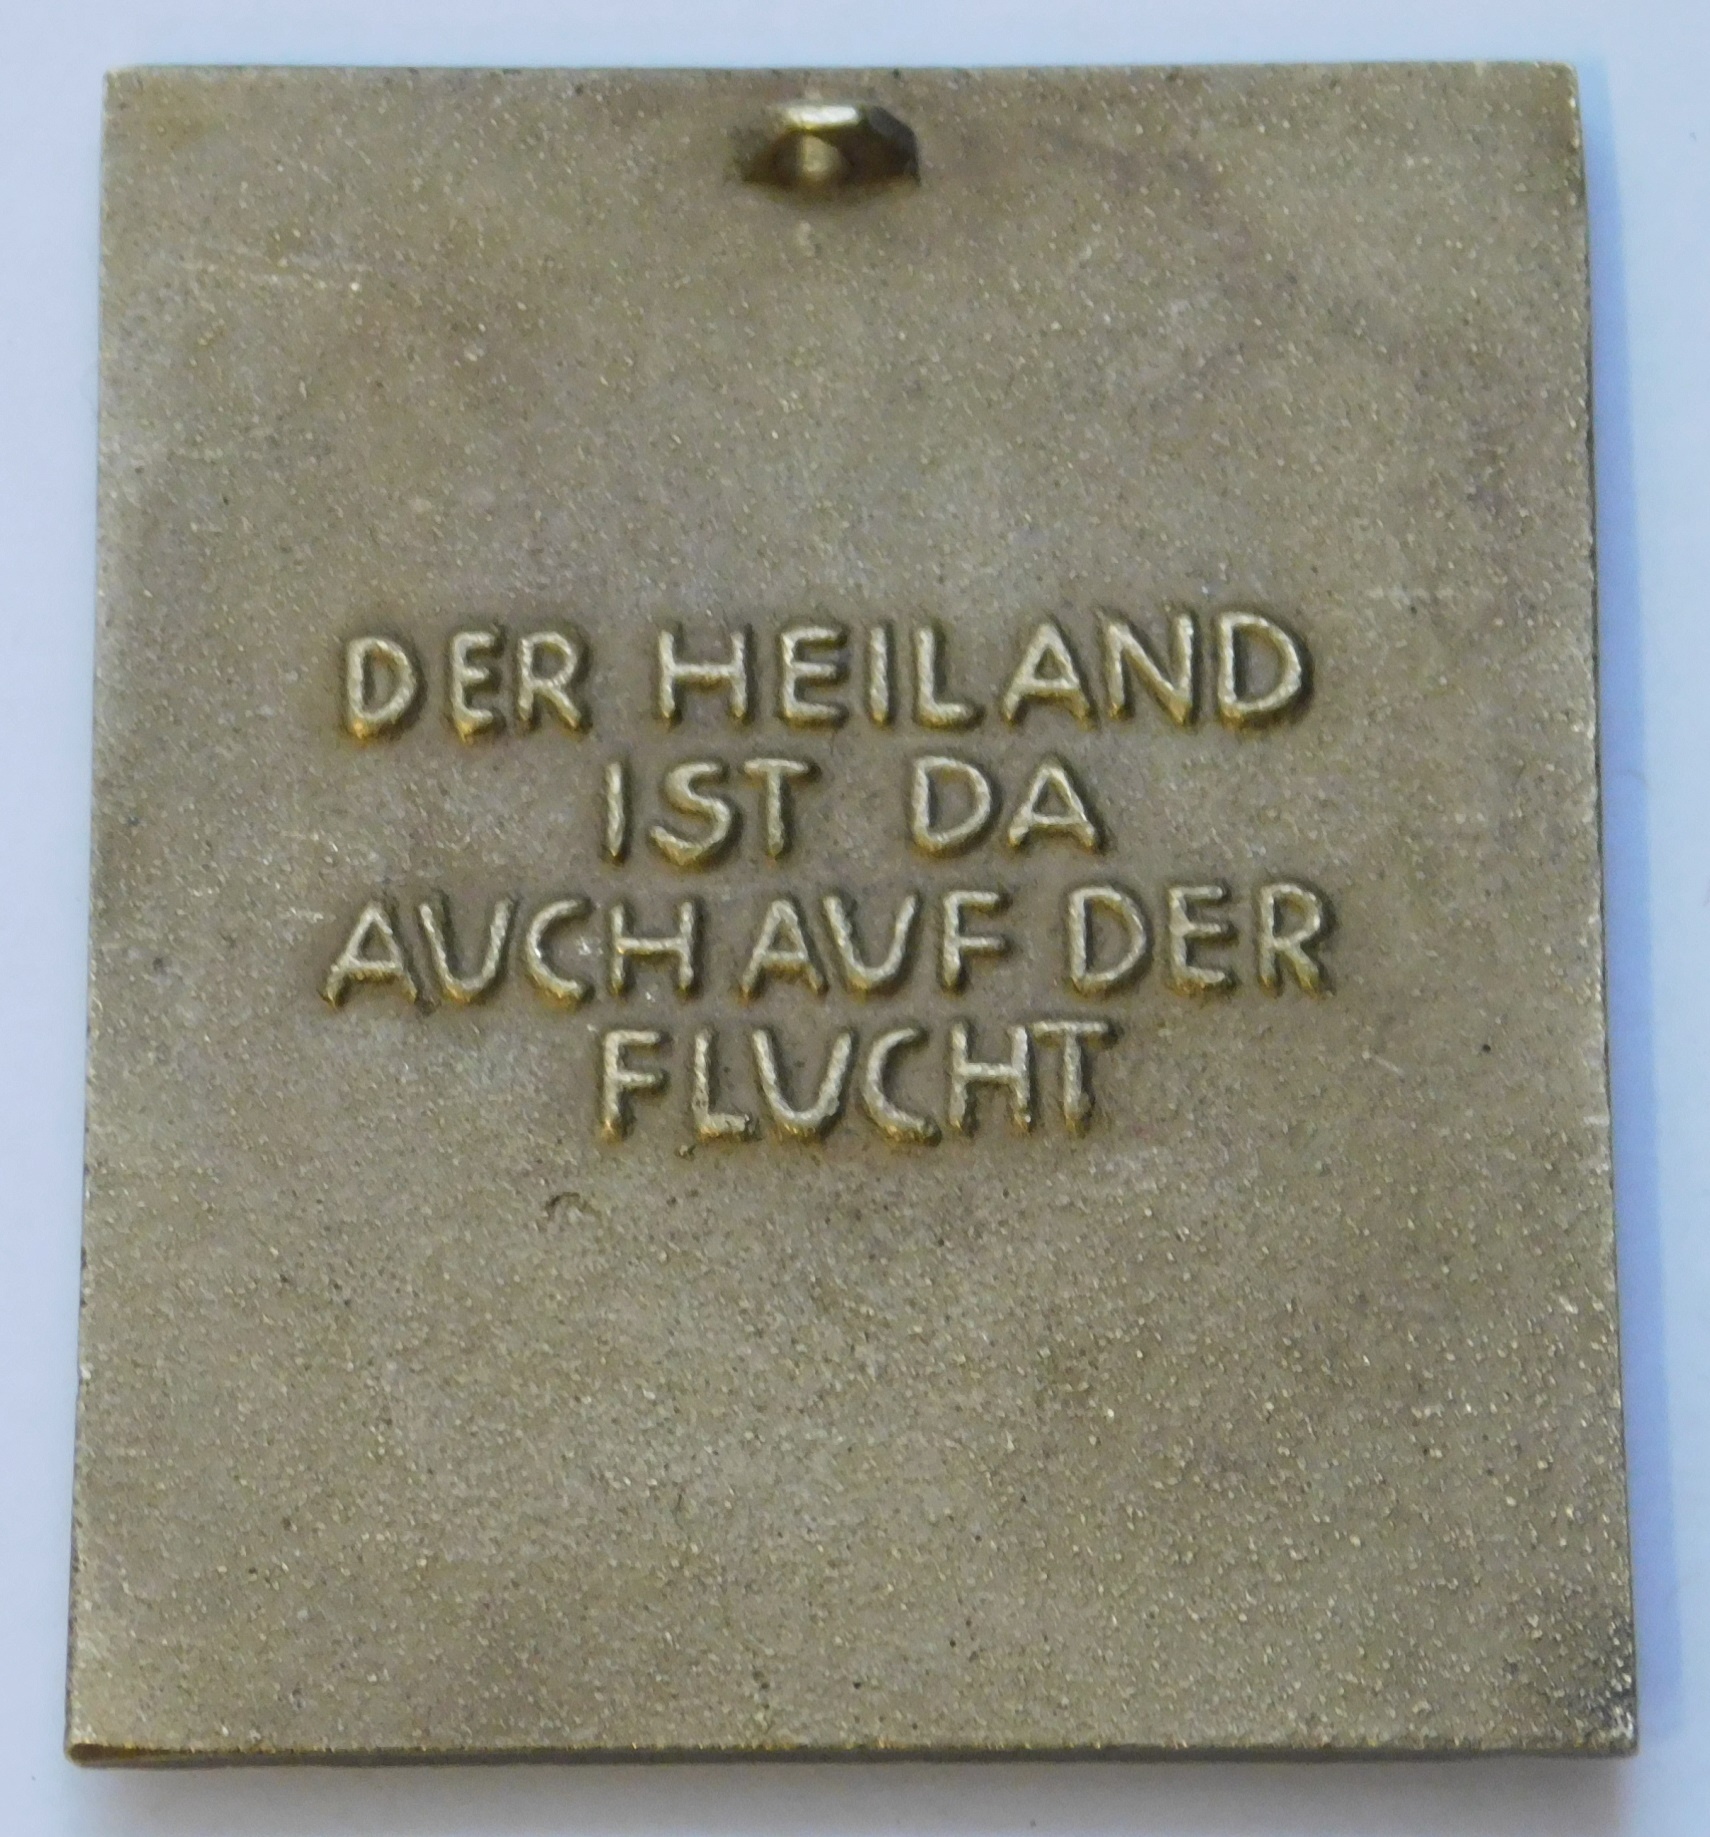 DER HEILAND
IST DA
AUCH AUF DER
FLUCHT